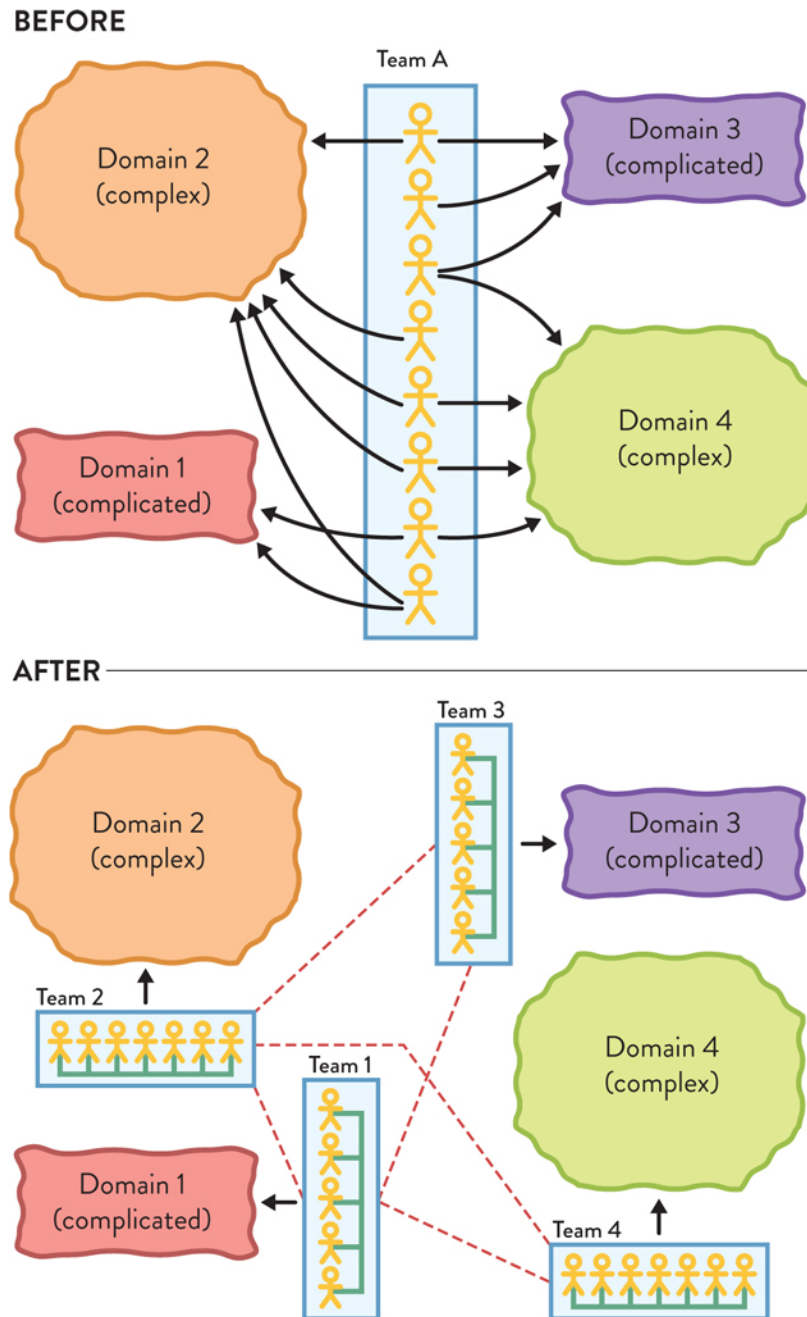 BEFORE
Team A
Domain 2
(complex)
Domain 3
(complicated)
Domain 4
(complex)
Domain 1
(complicated)
AFTER
Team 3
Domain 2
(complex)
Domain 3
(complicated)
Team 2
Domain 4
(complex)
Team 1
Domain 1
(complicated)
Team 4